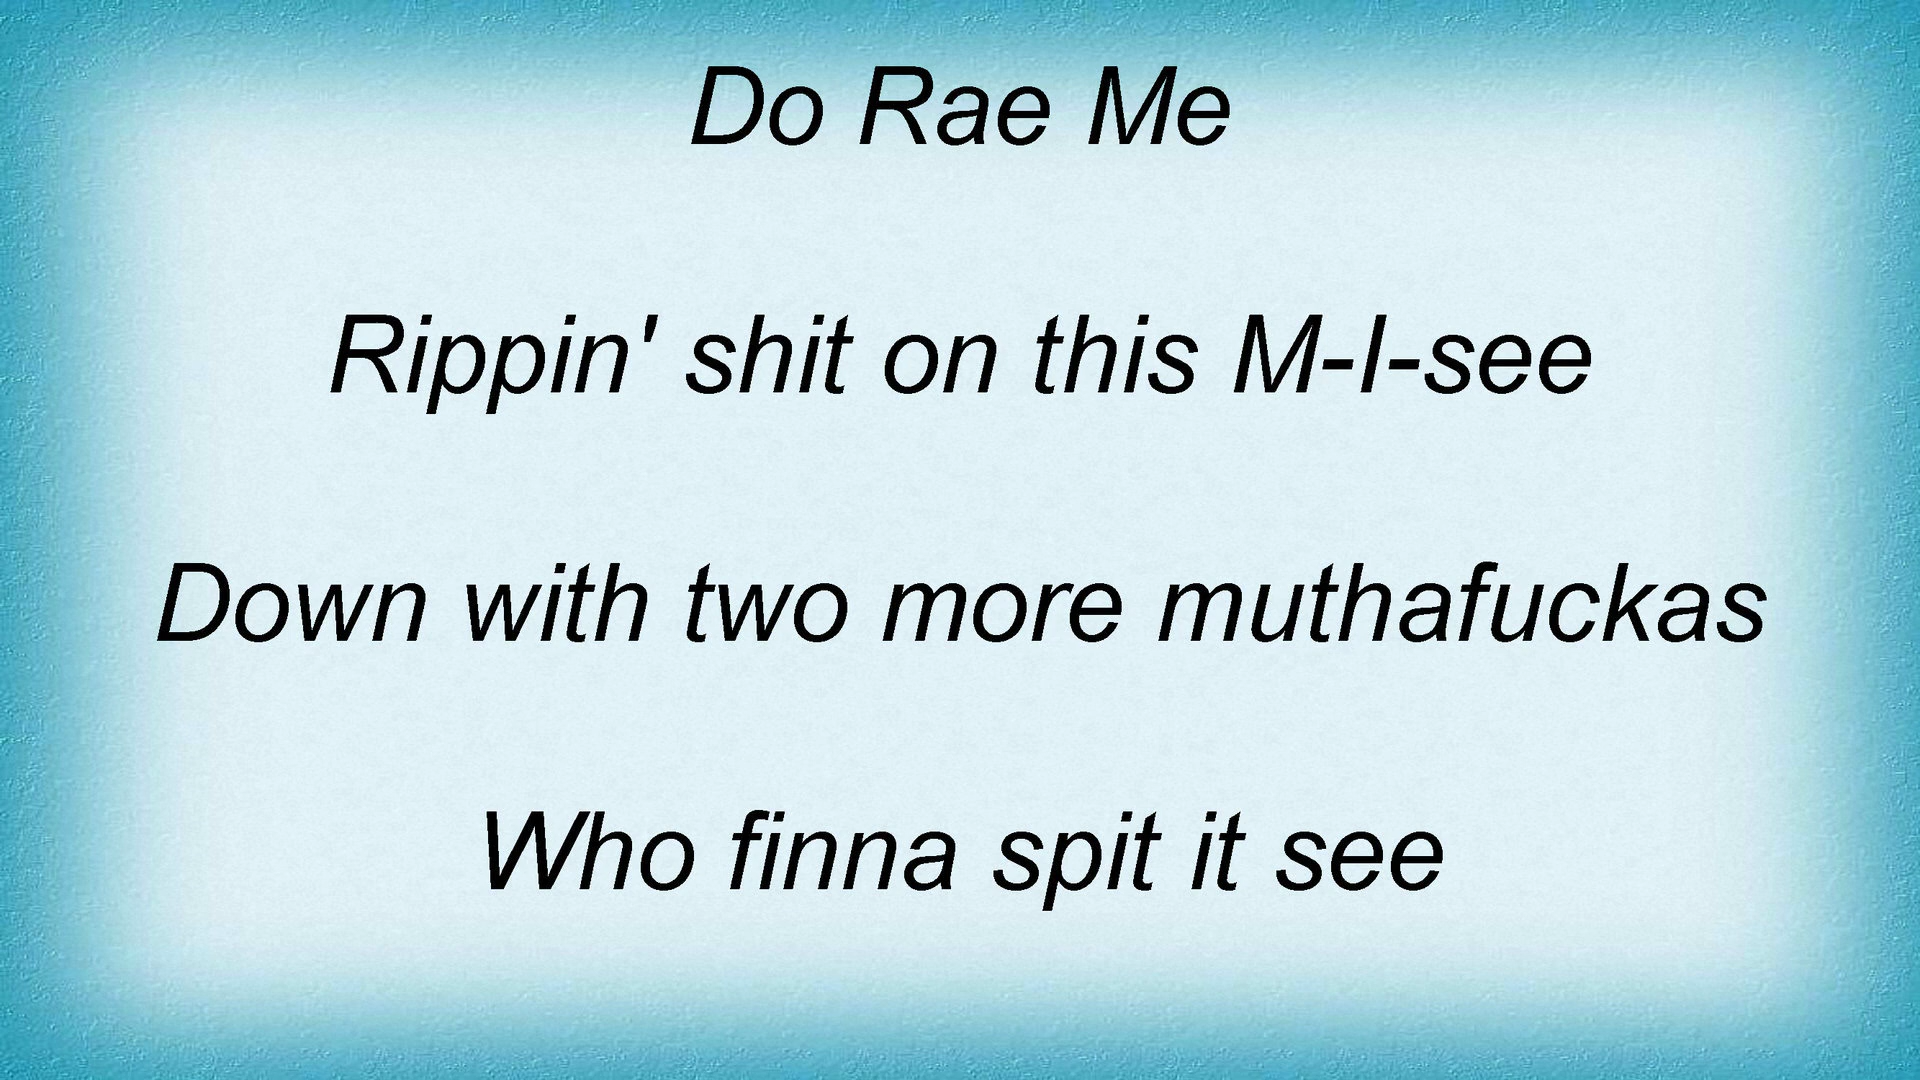 Do Rae Me
Rippin' shit on this M-I-see
Down with two more muthafuckas
Who finna spit it see